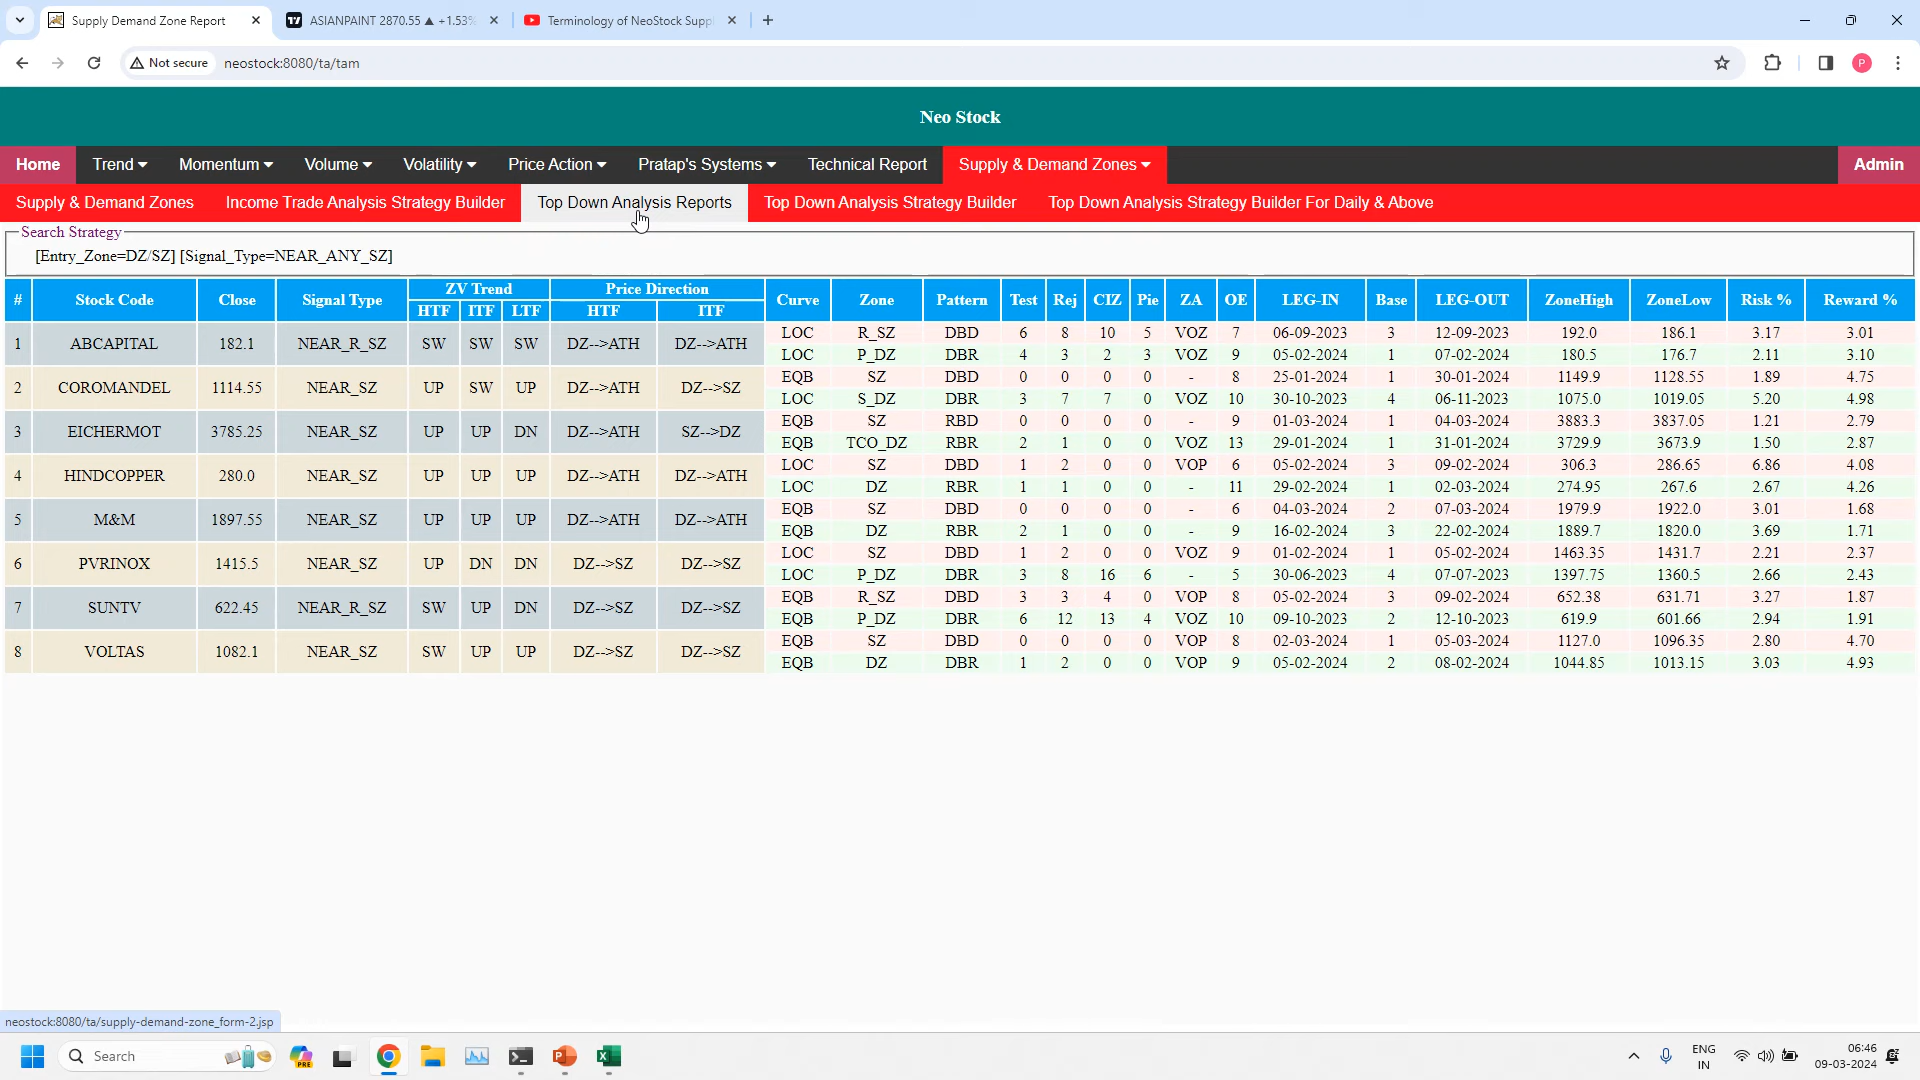 Supply Demand Zone Report
ASIANPAINT 2870.55 ▲ +1.53%
Terminology of NeoStock Supp
Not secure
neostock:8080/ta/tam
P
Neo Stock
Home Trend Momentum Volume Volatility Price Action Pratap's Systems Technical Report Supply & Demand Zones Admin
Supply & Demand Zones Income Trade Analysis Strategy Builder Top Down Analysis Reports Top Down Analysis Strategy Builder Top Down Analysis Strategy Builder For Daily & Above
Search Strategy
[Entry_Zone=DZ/SZ] [Signal_Type=NEAR_ANY_SZ]
# Stock Code Close Signal Type ZV Trend Price Direction Curve Zone Pattern Test Rej CIZ Pie ZA OE LEG-IN Base LEG-OUT ZoneHigh ZoneLow Risk % Reward %
HTF ITF LTF HTF ITF
1 ABCAPITAL 182.1 NEAR_R_SZ SW SW SW DZ-->ATH DZ-->ATH
LOC R_SZ DBD 6 8 10 5 VOZ 7 06-09-2023 3 12-09-2023 192.0 186.1 3.17 3.01
LOC P_DZ DBR 4 3 2 3 VOZ 9 05-02-2024 1 07-02-2024 180.5 176.7 2.11 3.10
2 COROMANDEL 1114.55 NEAR_SZ UP SW UP DZ-->ATH DZ-->SZ
EQB SZ DBD 0 0 0 0 - 8 25-01-2024 1 30-01-2024 1149.9 1128.55 1.89 4.75
LOC S_DZ DBR 3 7 7 0 VOZ 10 30-10-2023 4 06-11-2023 1075.0 1019.05 5.20 4.98
3 EICHERMOT 3785.25 NEAR_SZ UP UP DN DZ-->ATH SZ-->DZ
EQB SZ RBD 0 0 0 0 - 9 01-03-2024 1 04-03-2024 3883.3 3837.05 1.21 2.79
EQB TCO_DZ RBR 2 1 0 0 VOZ 13 29-01-2024 1 31-01-2024 3729.9 3673.9 1.50 2.87
4 HINDCOPPER 280.0 NEAR_SZ UP UP UP DZ-->ATH DZ-->ATH
LOC SZ DBD 1 2 0 0 VOP 6 05-02-2024 3 09-02-2024 306.3 286.65 6.86 4.08
LOC DZ RBR 1 1 0 0 - 11 29-02-2024 1 02-03-2024 274.95 267.6 2.67 4.26
5 M&M 1897.55 NEAR_SZ UP UP UP DZ-->ATH DZ-->ATH
EQB SZ DBD 0 0 0 0 - 6 04-03-2024 2 07-03-2024 1979.9 1922.0 3.01 1.68
EQB DZ RBR 2 1 0 0 - 9 16-02-2024 3 22-02-2024 1889.7 1820.0 3.69 1.71
6 PVRINOX 1415.5 NEAR_SZ UP DN DN DZ-->SZ DZ-->SZ
LOC SZ DBD 1 2 0 0 VOZ 9 01-02-2024 1 05-02-2024 1463.35 1431.7 2.21 2.37
LOC P_DZ DBR 3 8 16 6 - 5 30-06-2023 4 07-07-2023 1397.75 1360.5 2.66 2.43
7 SUNTV 622.45 NEAR_R_SZ SW UP DN DZ-->SZ DZ-->SZ
EQB R_SZ DBD 3 3 4 0 VOP 8 05-02-2024 3 09-02-2024 652.38 631.71 3.27 1.87
EQB P_DZ DBR 6 12 13 4 VOZ 10 09-10-2023 2 12-10-2023 619.9 601.66 2.94 1.91
8 VOLTAS 1082.1 NEAR_SZ SW UP UP DZ-->SZ DZ-->SZ
EQB SZ DBD 0 0 0 0 VOP 8 02-03-2024 1 05-03-2024 1127.0 1096.35 2.80 4.70
EQB DZ DBR 1 2 0 0 VOP 9 05-02-2024 2 08-02-2024 1044.85 1013.15 3.03 4.93
neostock:8080/ta/supply-demand-zone_form-2.jsp
Search
PRE
ENG
IN
06:46
09-03-2024